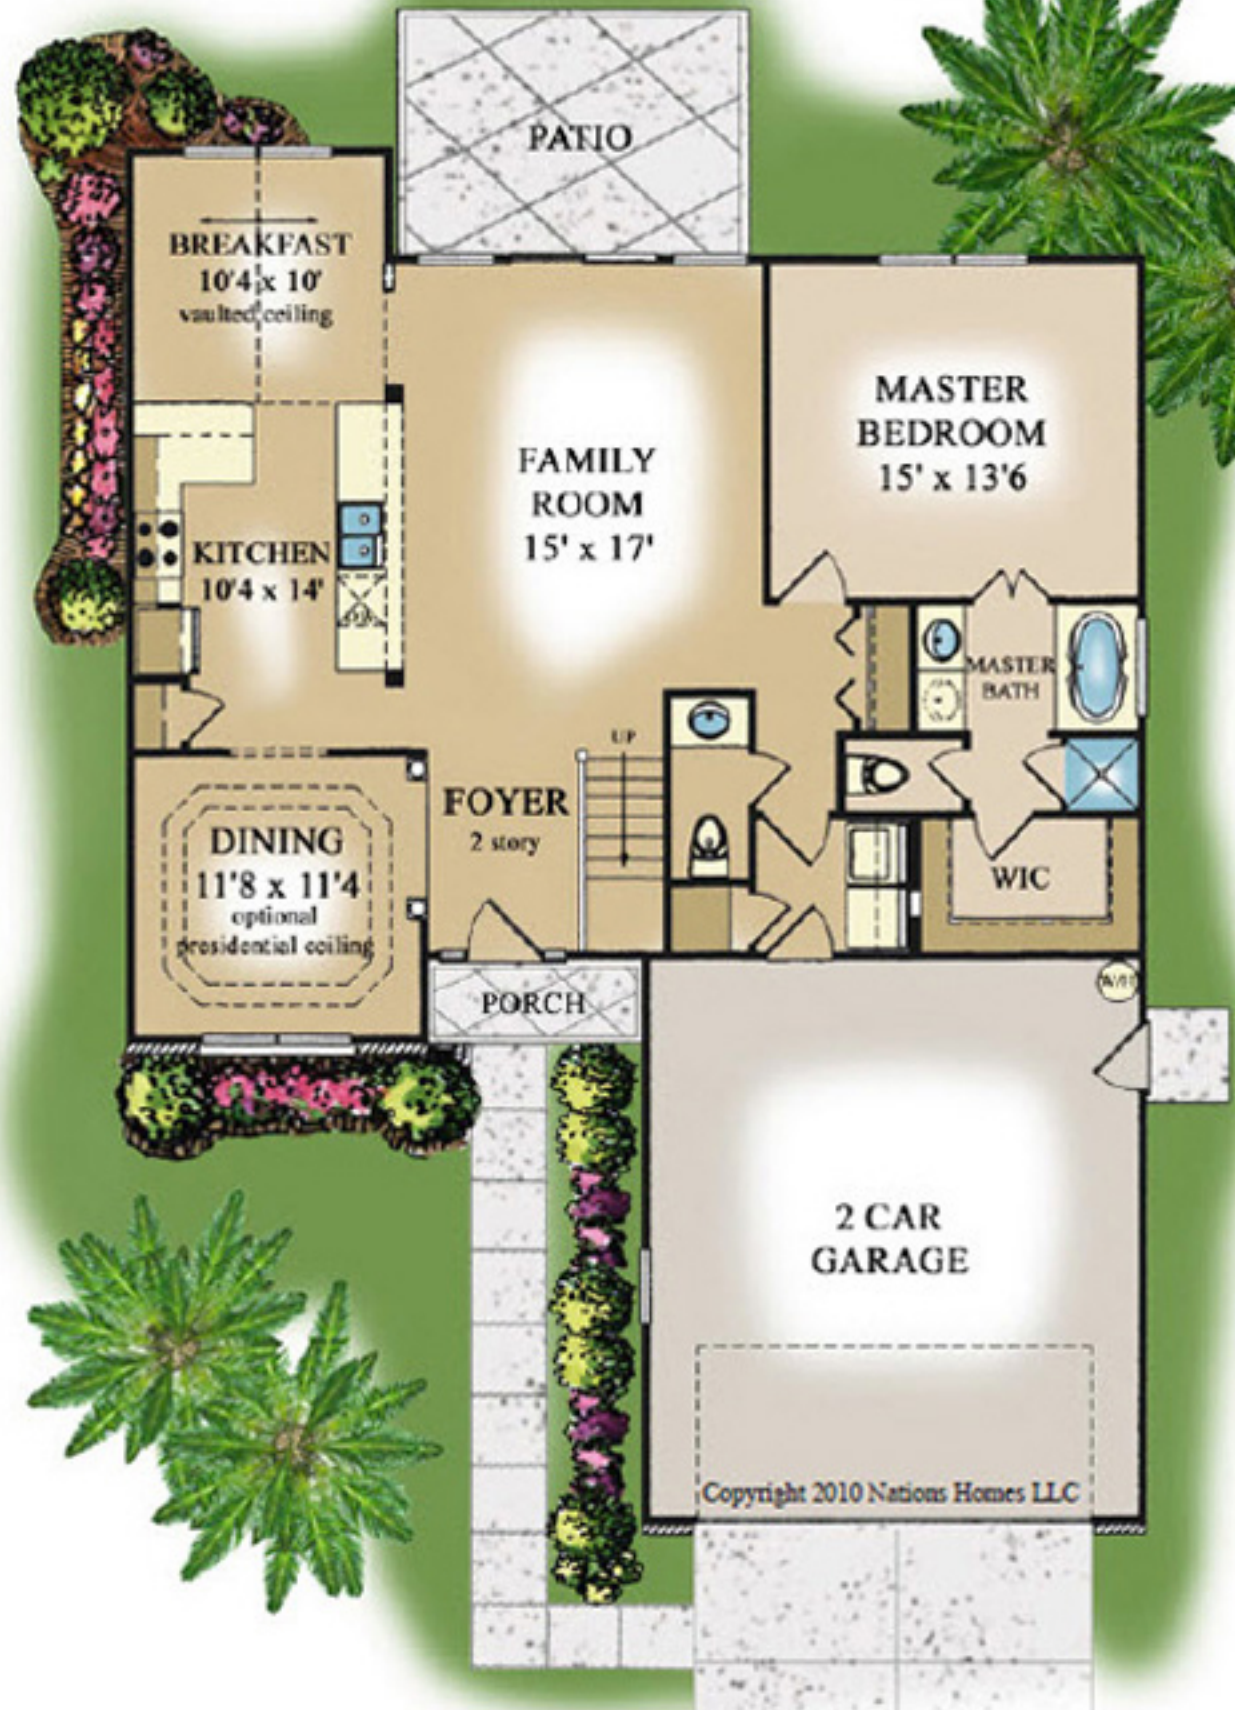 PATIO
BREAKFAST
10'4 x 10'
vaulted ceiling
MASTER
BEDROOM
15' x 13'6
FAMILY
ROOM
15' x 17'
KITCHEN
10'4 x 14'
MASTER
BATH
UP
FOYER
2 story
DINING
11'8 x 11'4
optional
presidential ceiling
WIC
PORCH
2 CAR
GARAGE
Copyright 2010 Nations Homes LLC